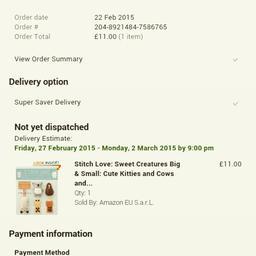 Order date 22 Feb 2015
Order # 204-8921484-7586765
Order Total £11.00 (1 item)
View Order Summary
Delivery option
Super Saver Delivery
Not yet dispatched
Delivery Estimate:
Friday, 27 February 2015 - Monday, 2 March 2015 by 9:00 pm
LOOK INSIDE!
Stitch Love: Sweet Creatures Big £11.00
& Small: Cute Kitties and Cows
and...
Qty: 1
Sold By: Amazon EU S.a.r.L.
Payment information
Payment Method